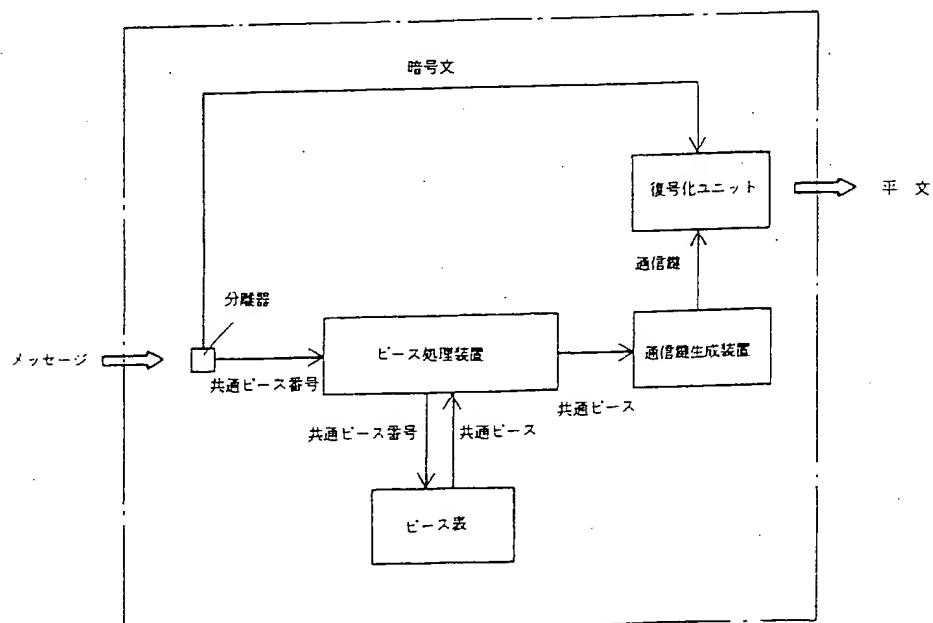 暗号文
復号化ユニット
平 文
通信鍵
分離器
メッセージ
ピース処理装置
通信鍵生成装置
共通ピース番号
共通ピース
共通ピース番号
共通ピース
ピース表